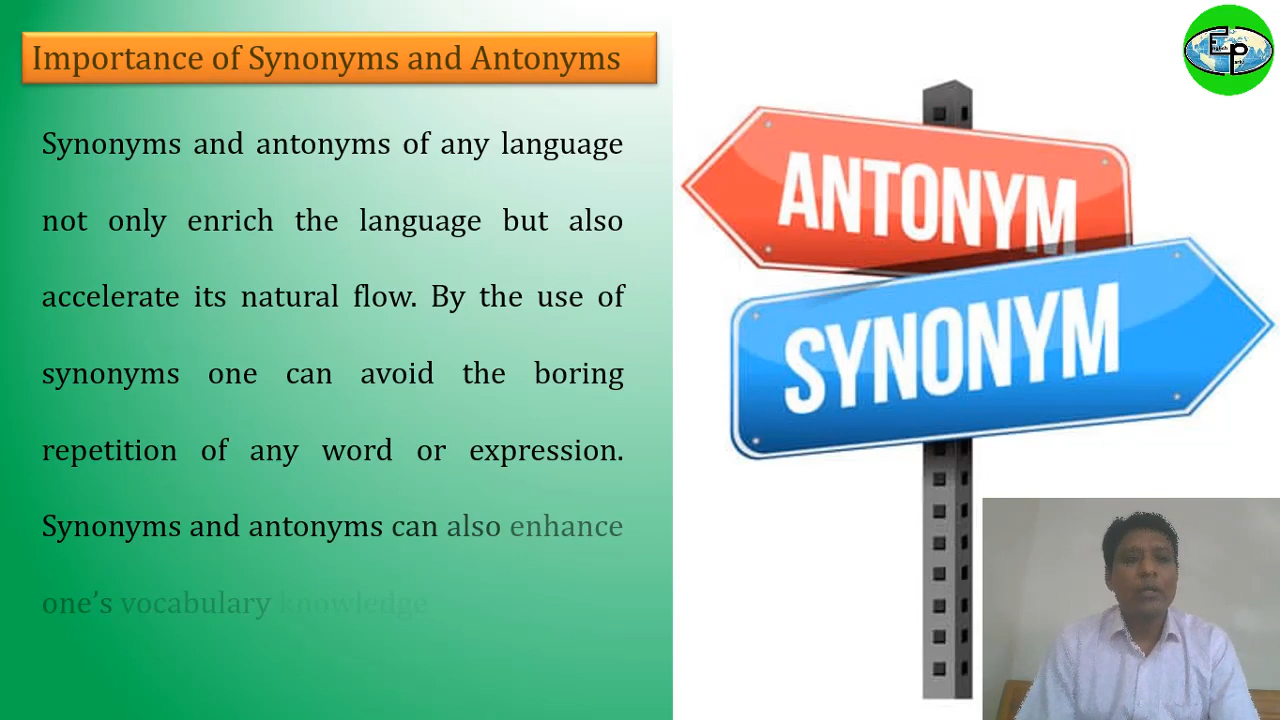 Importance of Synonyms and Antonyms
Synonyms and antonyms of any language
not only enrich the language but also
accelerate its natural flow. By the use of
synonyms one can avoid the boring
repetition of any word or expression.
Synonyms and antonyms can also enhance
one’s vocabulary knowledge
ANTONYM
SYNONYM